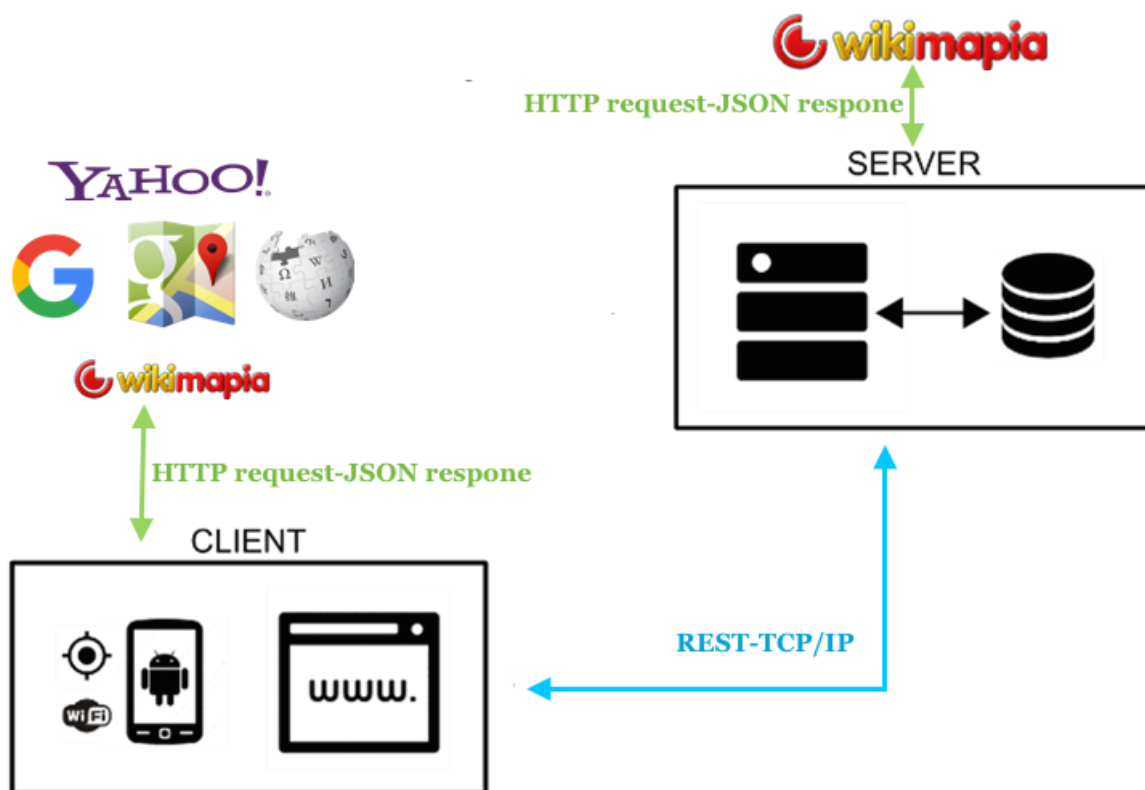 wikimapia
HTTP request-JSON respone
SERVER
YAHOO!
G
g
Ω W И
wikimapia
HTTP request-JSON respone
CLIENT
WiFi
www.
REST-TCP/IP